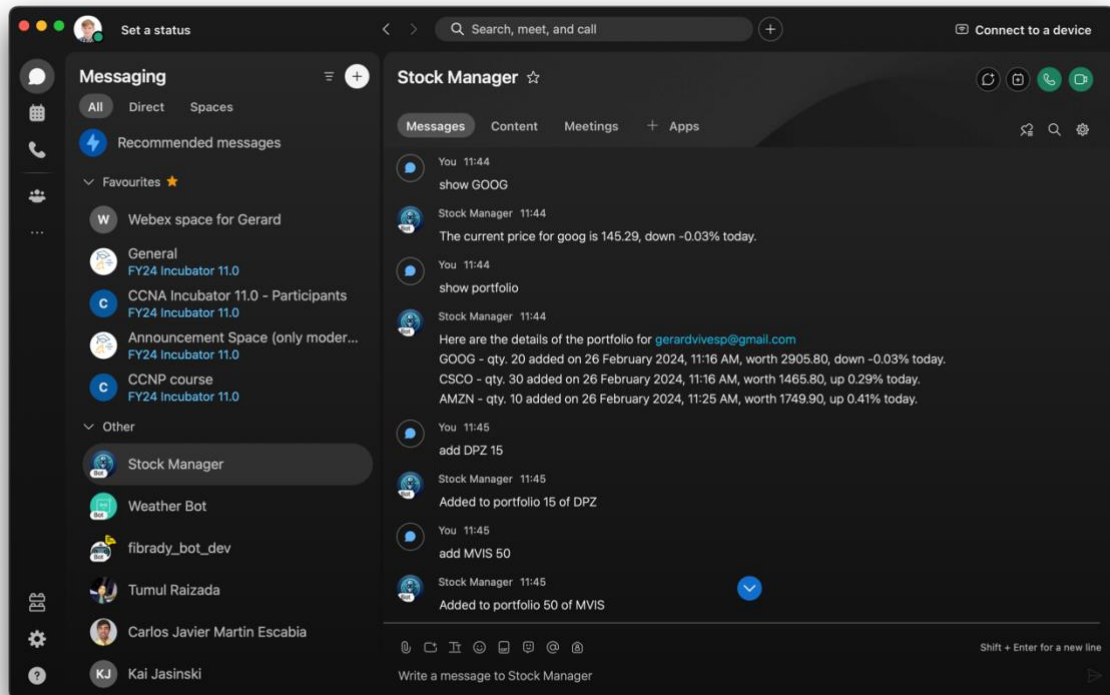 Set a status
Search, meet, and call
Connect to a device
Messaging
All Direct Spaces
Recommended messages
Favourites
W Webex space for Gerard
General
FY24 Incubator 11.0
C CCNA Incubator 11.0 - Participants
FY24 Incubator 11.0
Announcement Space (only moder...
FY24 Incubator 11.0
C CCNP course
FY24 Incubator 11.0
Other
Bot Stock Manager
Bot Weather Bot
Bot fibrady_bot_dev
Tumul Raizada
Carlos Javier Martin Escabia
KJ Kai Jasinski
Stock Manager
Messages Content Meetings + Apps
You 11:44
show GOOG
Stock Manager 11:44
Bot The current price for goog is 145.29, down -0.03% today.
You 11:44
show portfolio
Stock Manager 11:44
Bot Here are the details of the portfolio for gerardvivesp@gmail.com
GOOG - qty. 20 added on 26 February 2024, 11:16 AM, worth 2905.80, down -0.03% today.
CSCO - qty. 30 added on 26 February 2024, 11:16 AM, worth 1465.80, up 0.29% today.
AMZN - qty. 10 added on 26 February 2024, 11:25 AM, worth 1749.90, up 0.41% today.
You 11:45
add DPZ 15
Stock Manager 11:45
Bot Added to portfolio 15 of DPZ
You 11:45
add MVIS 50
Stock Manager 11:45
Bot Added to portfolio 50 of MVIS
Shift + Enter for a new line
Write a message to Stock Manager